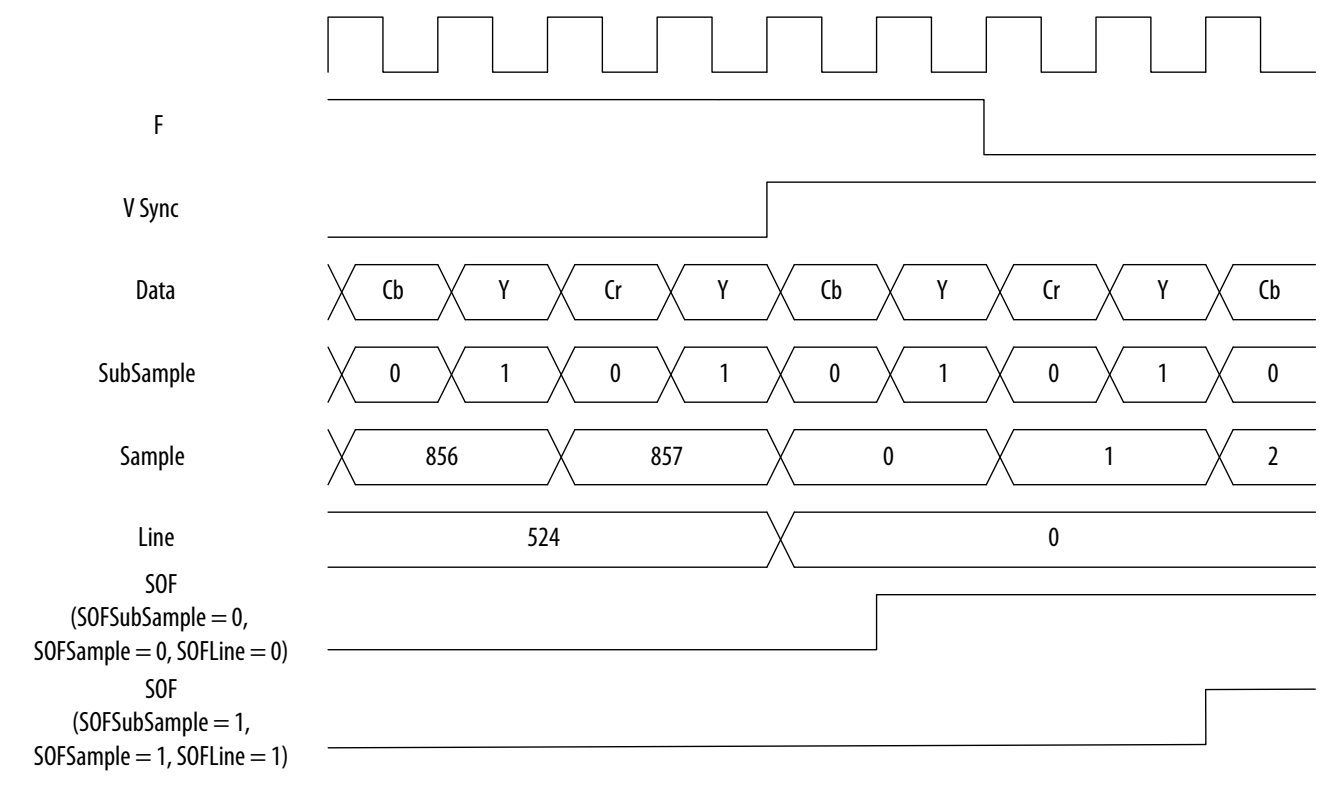 F
V Sync
Data Cb Y Cr Y Cb Y Cr Y Cb
SubSample 0 1 0 1 0 1 0 1 0
Sample 856 857 0 1 2
Line 524 0
SOF
(SOFSubSample = 0,
SOFSample = 0, SOFLine = 0)
SOF
(SOFSubSample = 1,
SOFSample = 1, SOFLine = 1)